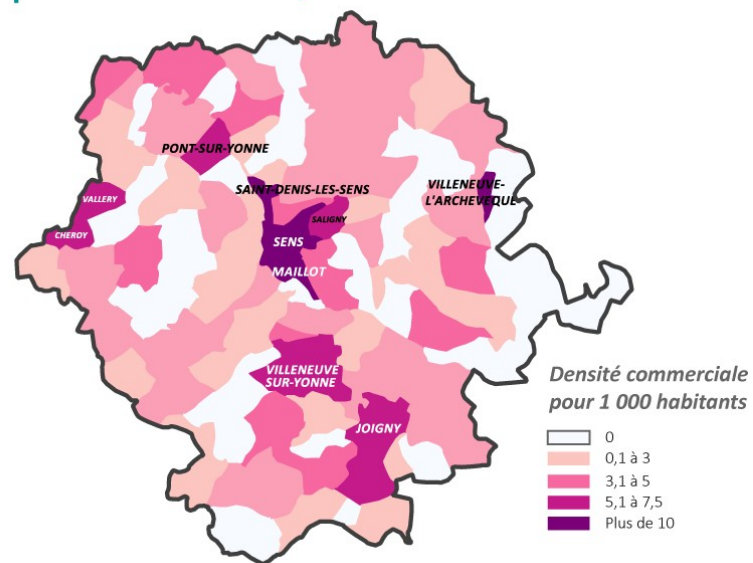 PONT-SUR-YONNE
SAINT-DENIS-LES-SENS
VILLENEUVE-
L'ARCHEVEQUE
VALLERY
SALIGNY
CHEROY
SENS
MAILLOT
VILLENEUVE
SUR-YONNE
JOIGNY
Densité commerciale
pour 1 000 habitants
0
0,1 à 3
3,1 à 5
5,1 à 7,5
Plus de 10